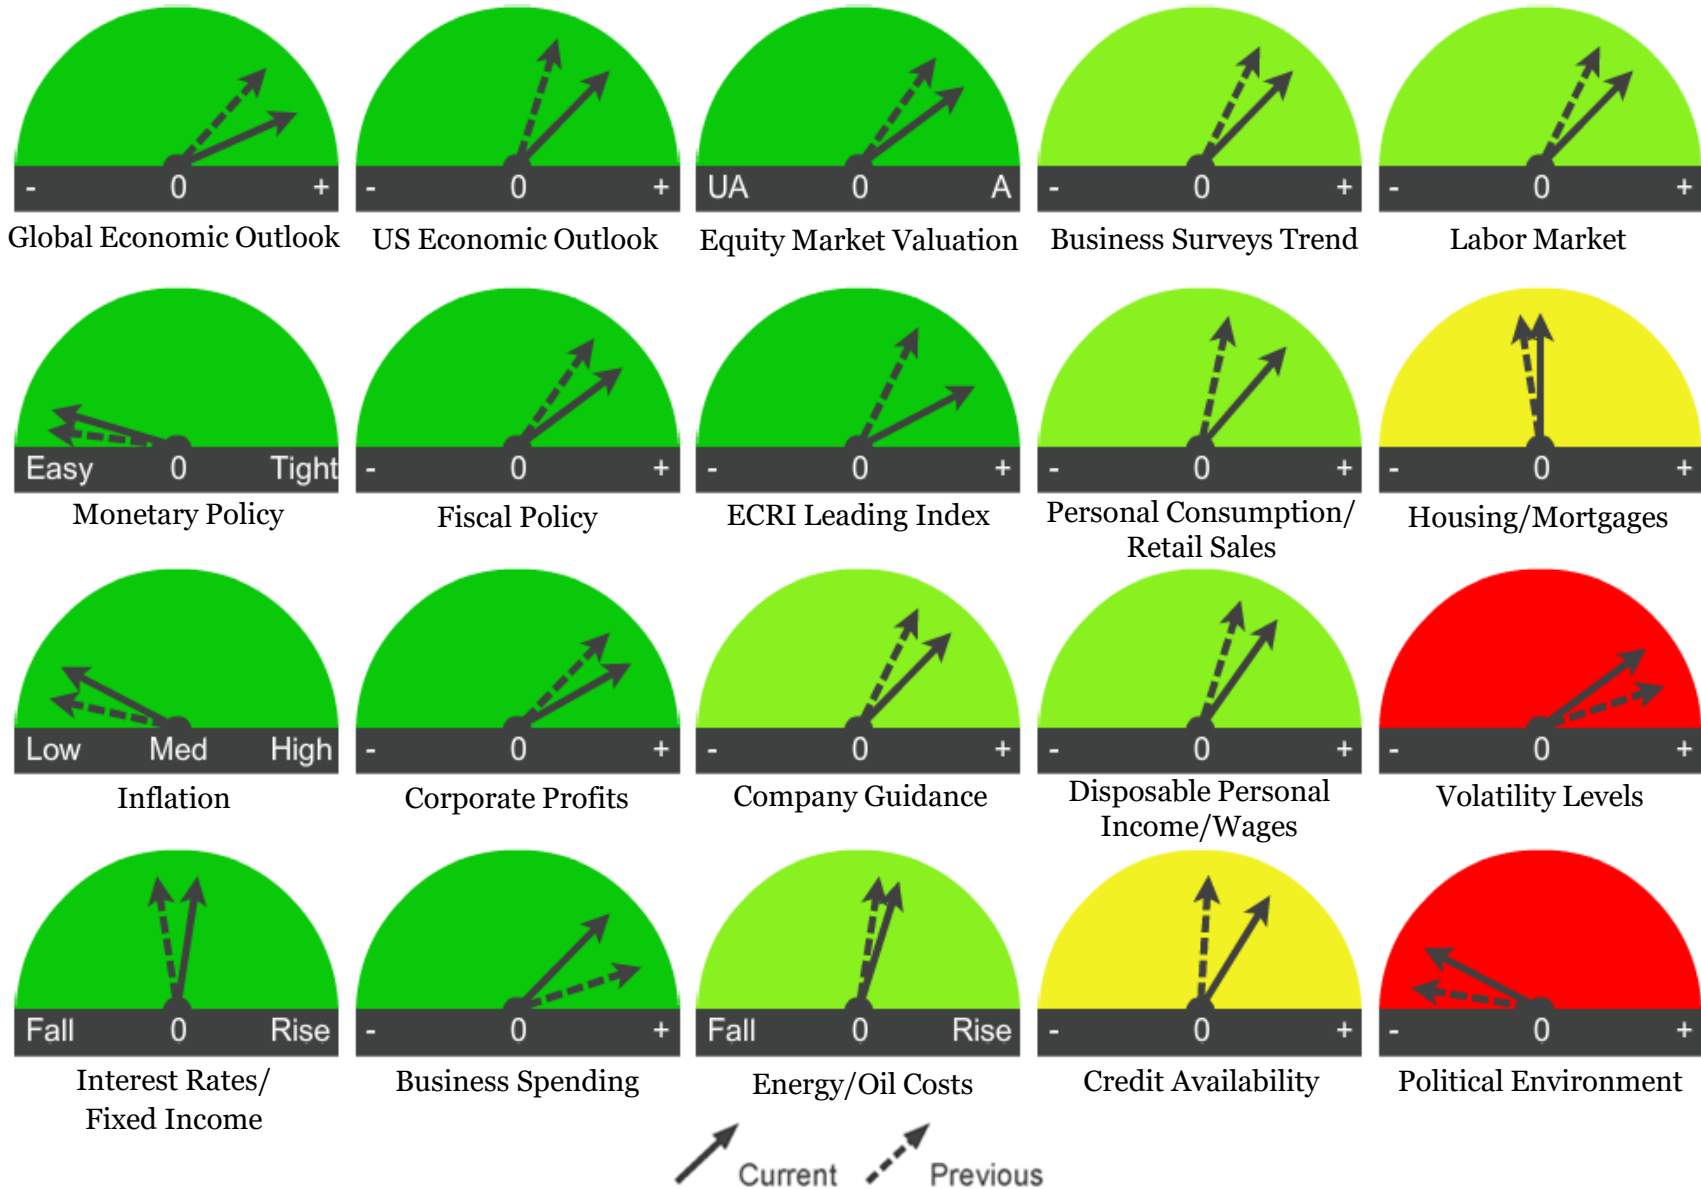 - 0 +
Global Economic Outlook
- 0 +
US Economic Outlook
UA 0 A
Equity Market Valuation
- 0 +
Business Surveys Trend
- 0 +
Labor Market
Easy 0 Tight
Monetary Policy
- 0 +
Fiscal Policy
- 0 +
ECRI Leading Index
- 0 +
Personal Consumption/
Retail Sales
- 0 +
Housing/Mortgages
Low Med High
Inflation
- 0 +
Corporate Profits
- 0 +
Company Guidance
- 0 +
Disposable Personal
Income/Wages
- 0 +
Volatility Levels
Fall 0 Rise
Interest Rates/
Fixed Income
- 0 +
Business Spending
Fall 0 Rise
Energy/Oil Costs
- 0 +
Credit Availability
- 0 +
Political Environment
Current
Previous